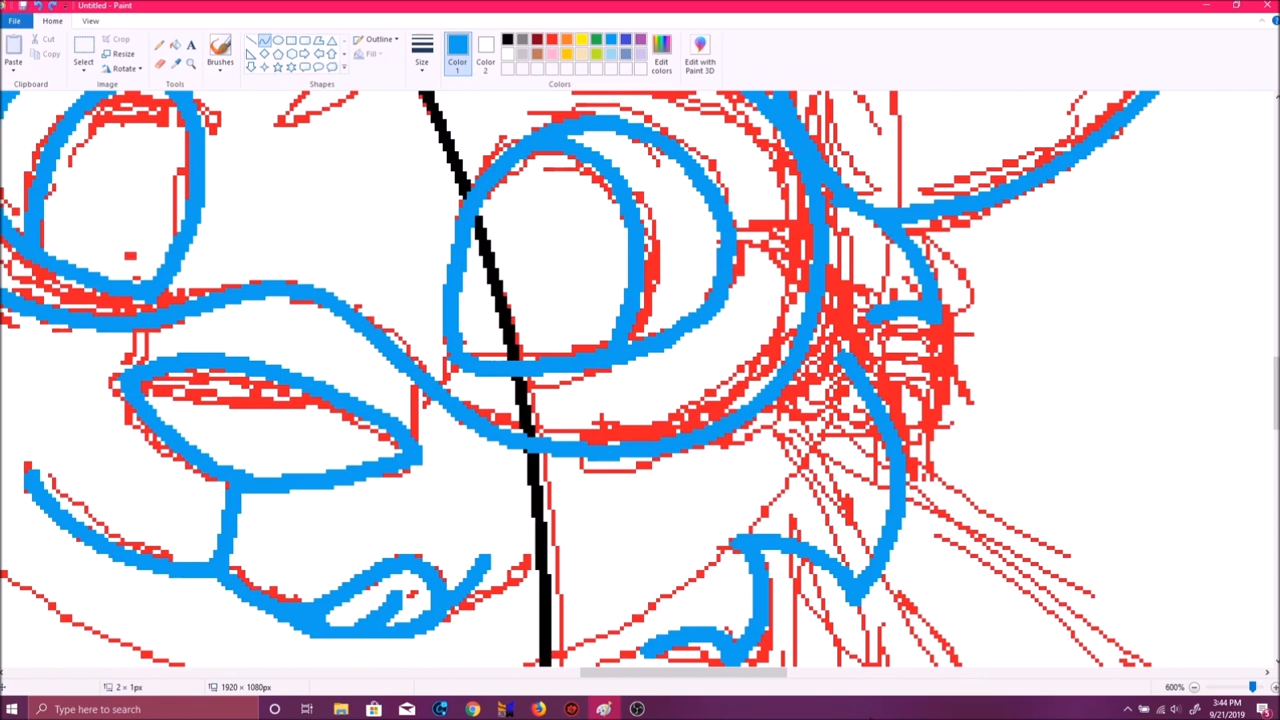 Untitled - Paint
File Home View
Cut
Copy
Paste
Clipboard
Crop
Resize
Rotate
Select
Image
Tools
Brushes
Outline
Fill
Shapes
Size
Color 1
Color 2
Edit colors
Colors
Edit with Paint 3D
2 × 1px
1920 × 1080px
600%
Type here to search
3:44 PM
9/21/2019